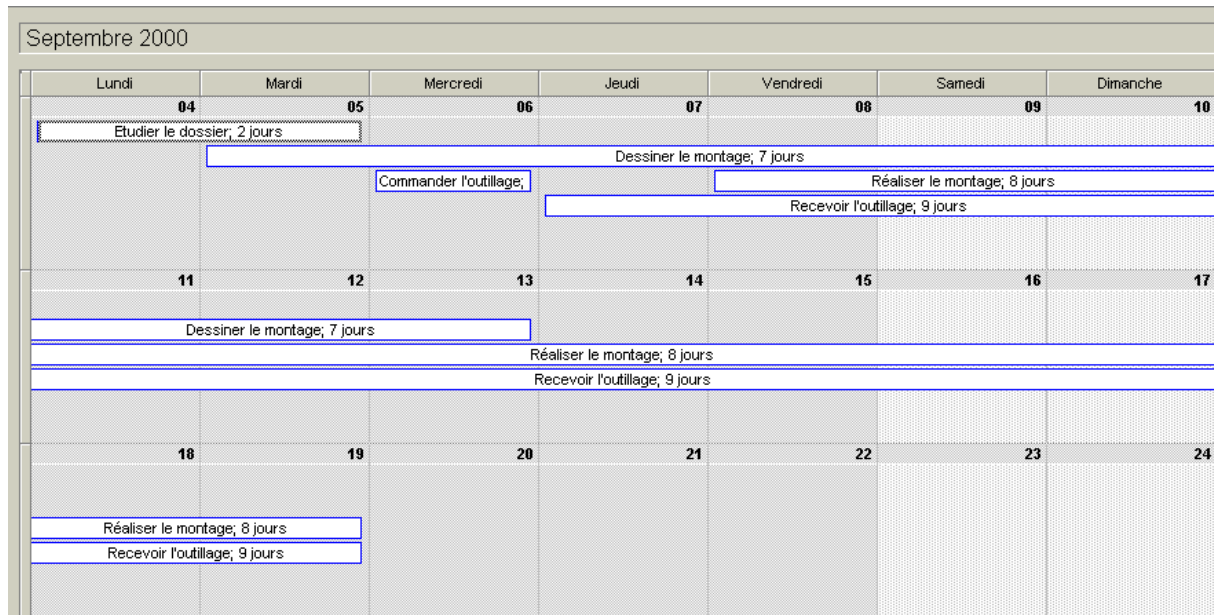 Septembre 2000
Lundi Mardi Mercredi Jeudi Vendredi Samedi Dimanche
04 05 06 07 08 09 10
Etudier le dossier; 2 jours
Dessiner le montage; 7 jours
Commander l'outillage; Réaliser le montage; 8 jours
Recevoir l'outillage; 9 jours
11 12 13 14 15 16 17
Dessiner le montage; 7 jours
Réaliser le montage; 8 jours
Recevoir l'outillage; 9 jours
18 19 20 21 22 23 24
Réaliser le montage; 8 jours
Recevoir l'outillage; 9 jours